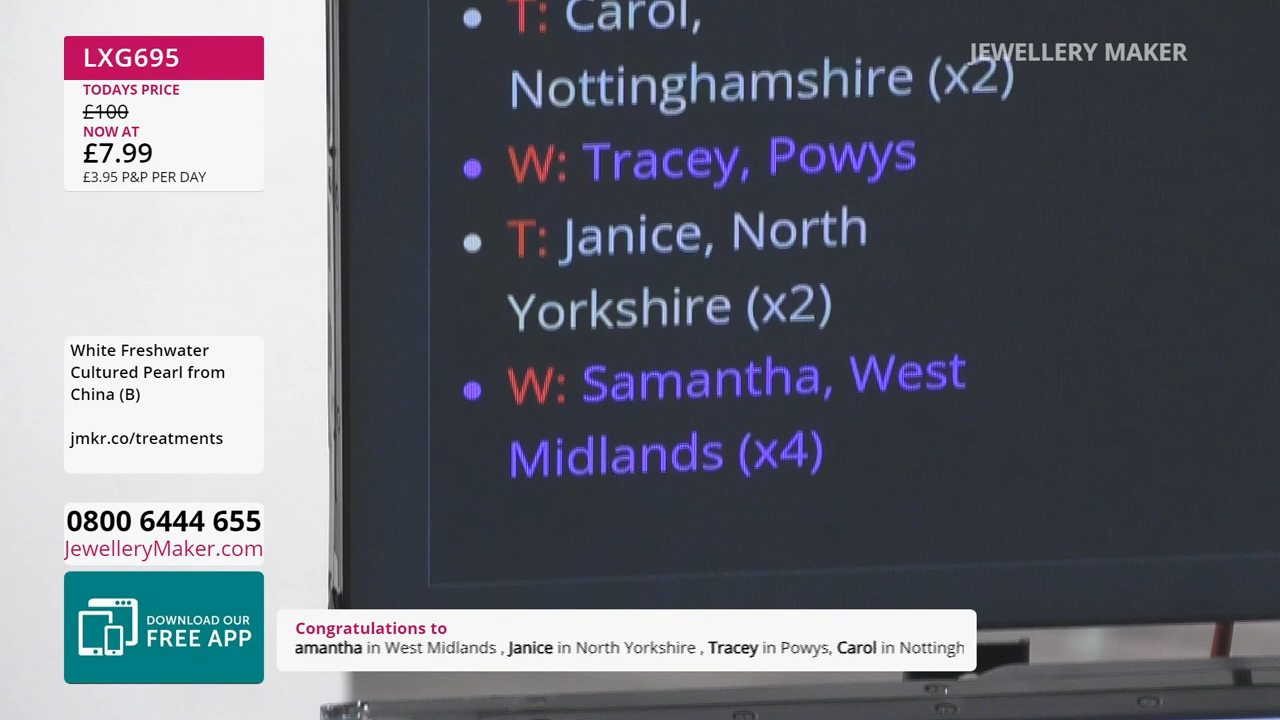 LXG695
TODAYS PRICE
£100
NOW AT
£7.99
£3.95 P&P PER DAY
White Freshwater
Cultured Pearl from
China (B)
jmkr.co/treatments
0800 6444 655
JewelleryMaker.com
DOWNLOAD OUR
FREE APP
JEWELLERY MAKER
T: Carol,
Nottinghamshire (x2)
W: Tracey, Powys
T: Janice, North
Yorkshire (x2)
W: Samantha, West
Midlands (x4)
Congratulations to
amantha in West Midlands , Janice in North Yorkshire , Tracey in Powys, Carol in Nottingh